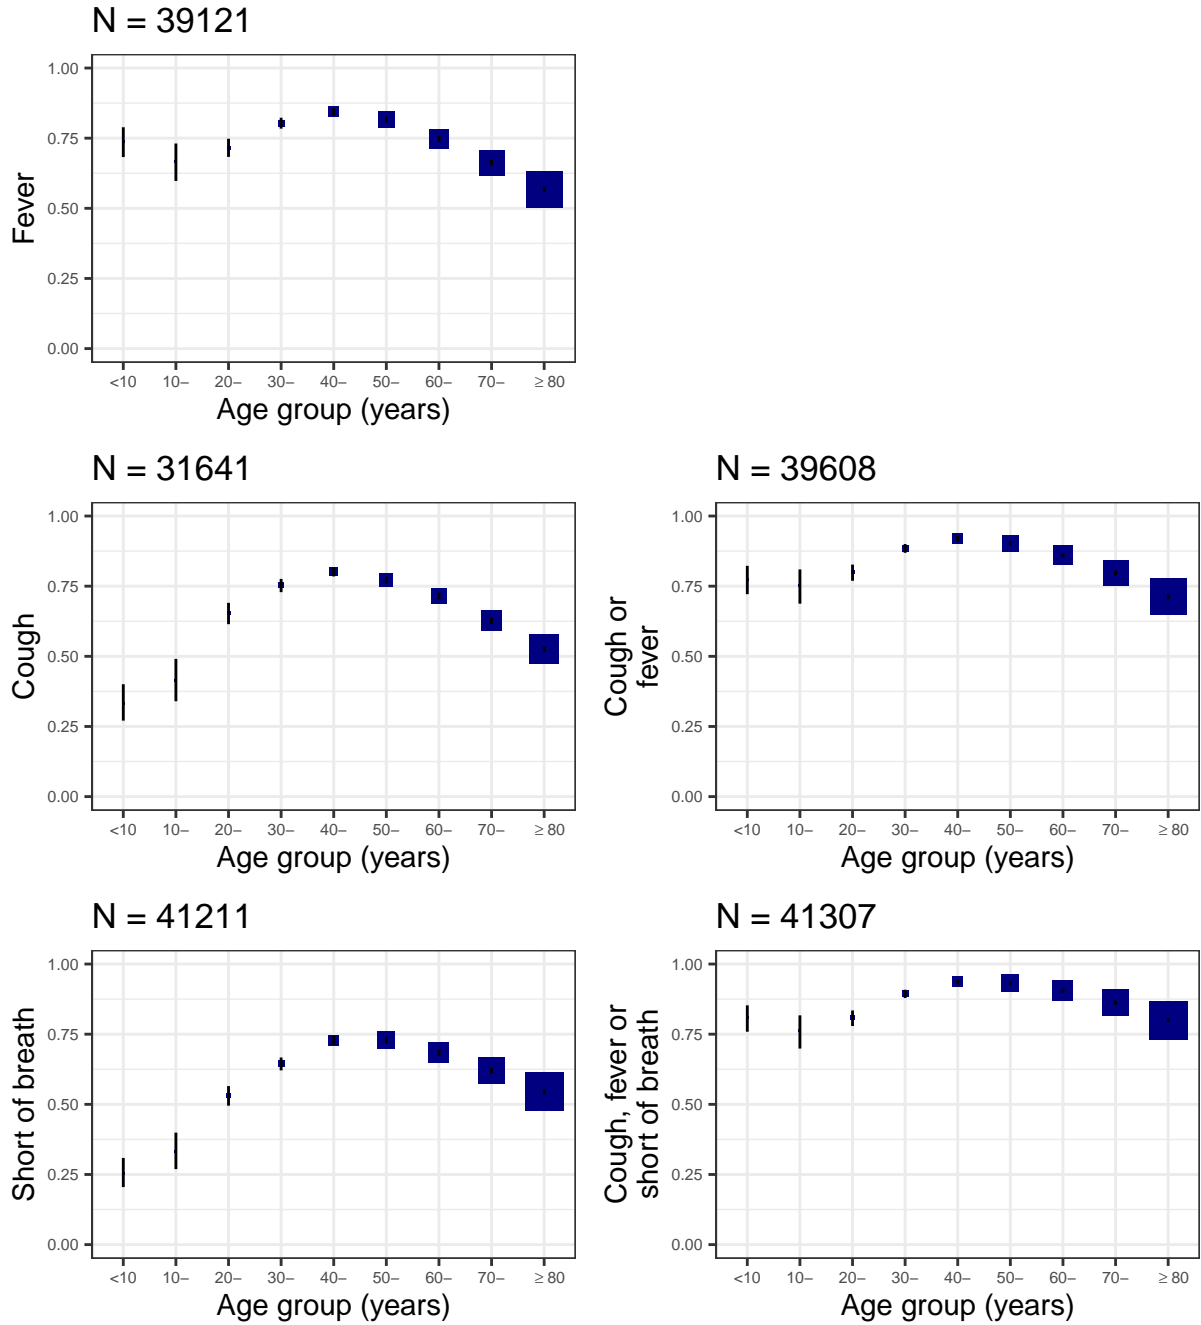 N = 39121
Fever
1.00
0.75
0.50
0.25
0.00
<10 10− 20− 30− 40− 50− 60− 70− ≥ 80
Age group (years)
N = 31641
Cough
1.00
0.75
0.50
0.25
0.00
<10 10− 20− 30− 40− 50− 60− 70− ≥ 80
Age group (years)
N = 39608
Cough or
fever
1.00
0.75
0.50
0.25
0.00
<10 10− 20− 30− 40− 50− 60− 70− ≥ 80
Age group (years)
N = 41211
Short of breath
1.00
0.75
0.50
0.25
0.00
<10 10− 20− 30− 40− 50− 60− 70− ≥ 80
Age group (years)
N = 41307
Cough, fever or
short of breath
1.00
0.75
0.50
0.25
0.00
<10 10− 20− 30− 40− 50− 60− 70− ≥ 80
Age group (years)